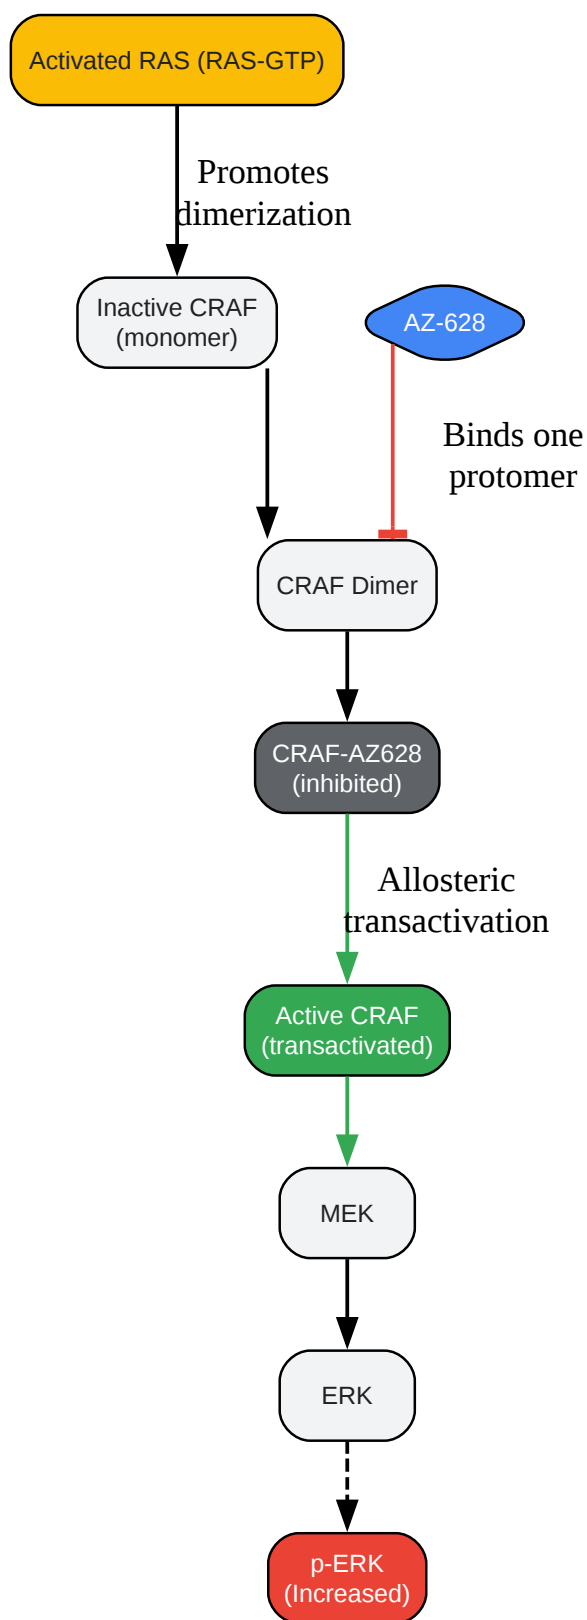 Activated RAS (RAS-GTP)
Promotes
dimerization
Inactive CRAF
(monomer)
AZ-628
Binds one
protomer
CRAF Dimer
CRAF-AZ628
(inhibited)
Allosteric
transactivation
Active CRAF
(transactivated)
MEK
ERK
p-ERK
(Increased)